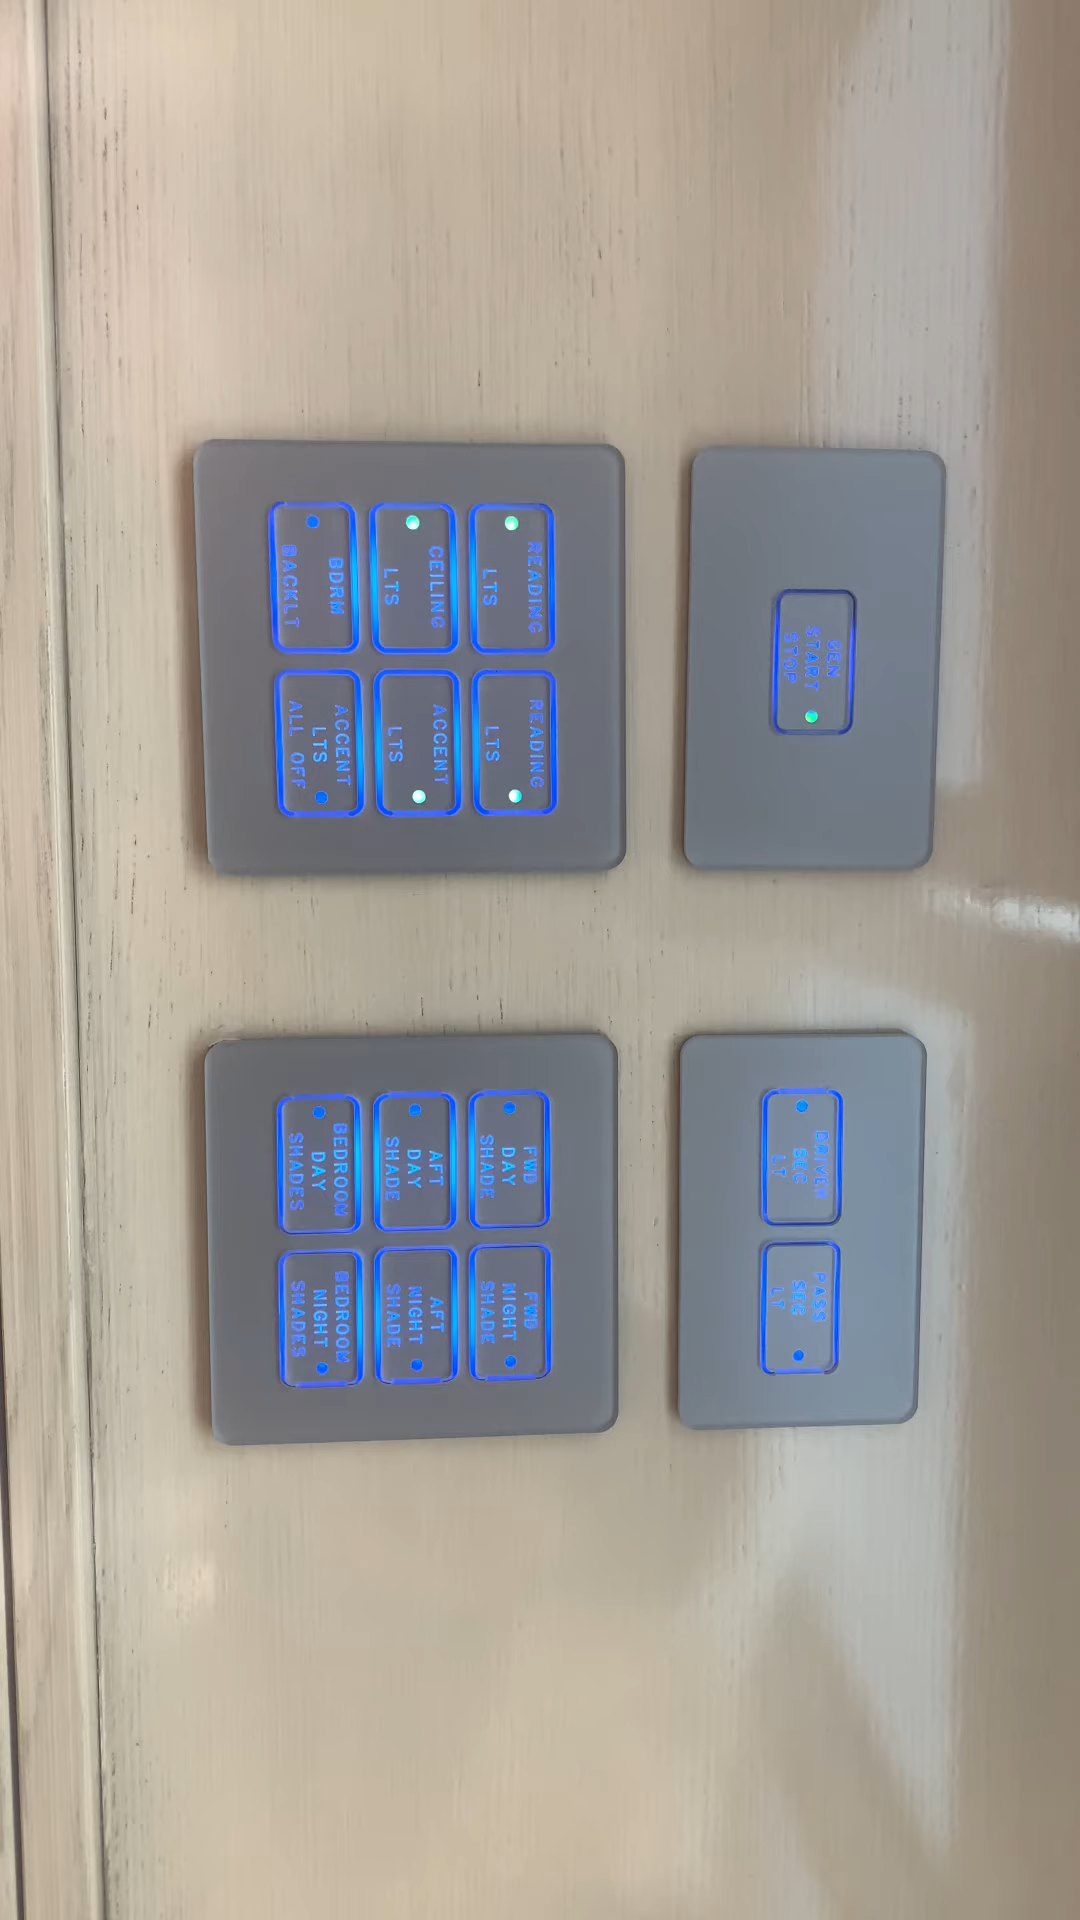 GEN
START
STOP
DRIVER
SEC
LT
PASS
SEC
LT
READING
LTS
READING
LTS
CEILING
LTS
ACCENT
LTS
BDRM
BACKLT
ACCENT
LTS
ALL OFF
FWD
DAY
SHADE
FWD
NIGHT
SHADE
AFT
DAY
SHADE
AFT
NIGHT
SHADE
BEDROOM
DAY
SHADES
BEDROOM
NIGHT
SHADES